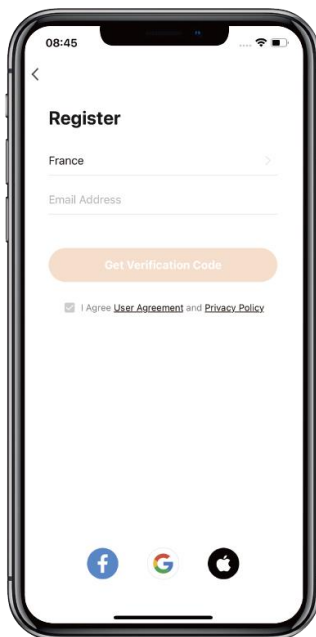 08:45
Register
France
Email Address
Get Verification Code
I Agree User Agreement and Privacy Policy